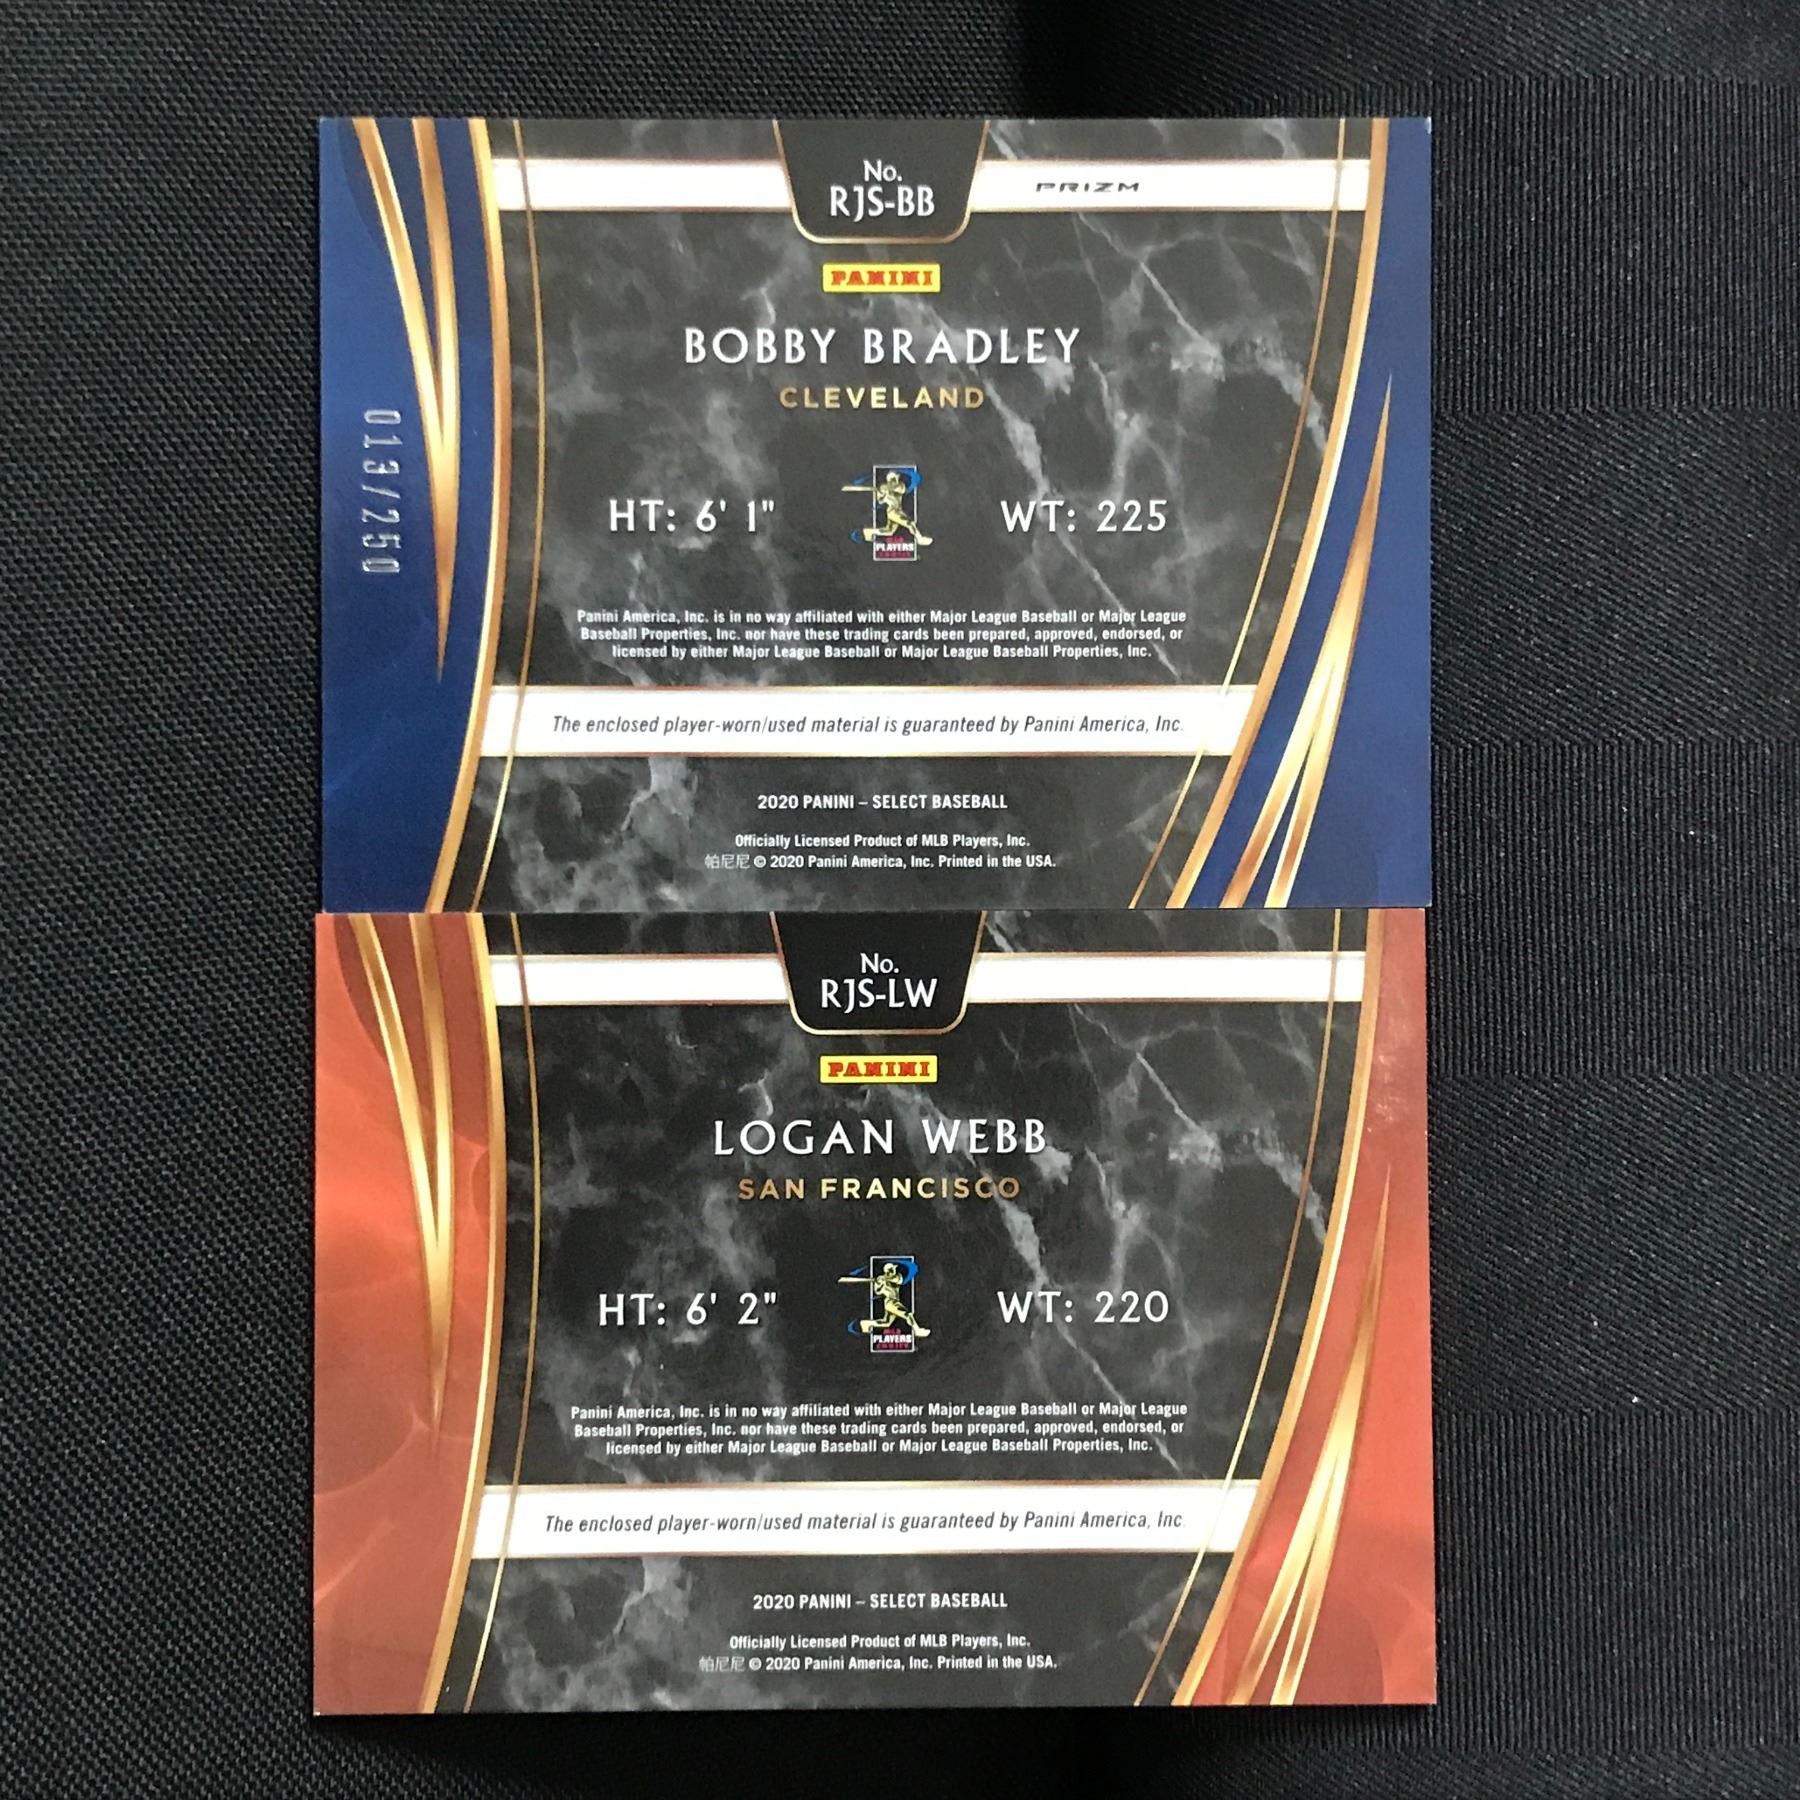 No.
RJS-BB
PRIZM
PANINI
BOBBY BRADLEY
CLEVELAND
013/250
HT: 6' 1"
WT: 225
PLAYERS
Panini America, Inc. is in no way affiliated with either Major League Baseball or Major League
Baseball Properties, Inc. nor have these trading cards been prepared, approved, endorsed, or
licensed by either Major League Baseball or Major League Baseball Properties, Inc.
The enclosed player-worn/used material is guaranteed by Panini America, Inc.
2020 PANINI – SELECT BASEBALL
Officially Licensed Product of MLB Players, Inc.
帕尼尼 © 2020 Panini America, Inc. Printed in the USA.
No.
RJS-LW
PANINI
LOGAN WEBB
SAN FRANCISCO
HT: 6' 2"
WT: 220
MLB
PLAYERS
CHOICE
Panini America, Inc. is in no way affiliated with either Major League Baseball or Major League
Baseball Properties, Inc. nor have these trading cards been prepared, approved, endorsed, or
licensed by either Major League Baseball or Major League Baseball Properties, Inc.
The enclosed player-worn/used material is guaranteed by Panini America, Inc.
2020 PANINI – SELECT BASEBALL
Officially Licensed Product of MLB Players, Inc.
帕尼尼 © 2020 Panini America, Inc. Printed in the USA.